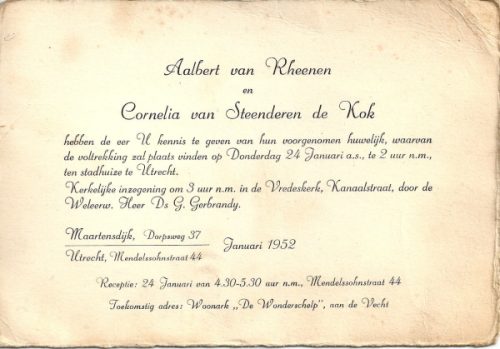 Aalbert van Rheenen
en
Cornelia van Steenderen de Kok
hebben de eer U kennis te geven van hun voorgenomen huwelijk, waarvan
de voltrekking zal plaats vinden op Donderdag 24 Januari a.s., te 2 uur n.m.,
ten stadhuize te Utrecht.
Kerkelijke inzegening om 3 uur n.m. in de Vredeskerk, Kanaalstraat, door de
Weleerw. Heer Ds G. Gerbrandy.
Maartensdijk, Dorpsweg 37
Utrecht, Mendelssohnstraat 44
Januari 1952
Receptie: 24 Januari van 4.30-5.30 uur n.m., Mendelssohnstraat 44
Toekomstig adres: Woonark „De Wonderschelp", aan de Vecht